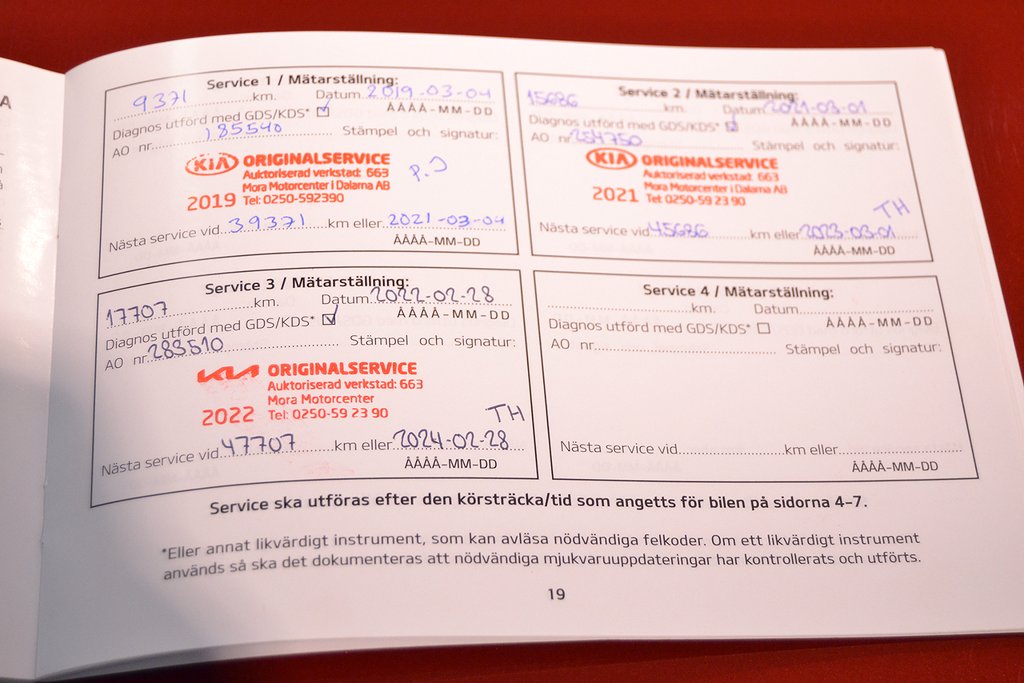 A
Service 1 / Mätarställning:
9371 km. Datum 2019-03-04
ÅÅÅÅ-MM-DD
Diagnos utförd med GDS/KDS* ☑
AO nr. 185540 Stämpel och signatur:
KIA ORIGINALSERVICE
Auktoriserad verkstad: 663
Mora Motorcenter i Dalarna AB
2019 Tel: 0250-592390
P.J
Nästa service vid 39371 km eller 2021-03-04
ÅÅÅÅ-MM-DD
Service 2 / Mätarställning:
15686 km. Datum 2021-03-01
ÅÅÅÅ-MM-DD
Diagnos utförd med GDS/KDS* ☑
AO nr 254750 Stämpel och signatur:
KIA ORIGINALSERVICE
Auktoriserad verkstad: 663
Mora Motorcenter i Dalarna AB
2021 Tel: 0250-59 23 90
TH
Nästa service vid 45686 km eller 2023-03-01
ÅÅÅÅ-MM-DD
Service 3 / Mätarställning:
17707 km. Datum 2022-02-28
ÅÅÅÅ-MM-DD
Diagnos utförd med GDS/KDS* ☑
AO nr. 283510 Stämpel och signatur:
KIA ORIGINALSERVICE
Auktoriserad verkstad: 663
Mora Motorcenter
2022 Tel: 0250-59 23 90
TH
Nästa service vid 47707 km eller 2024-02-28
ÅÅÅÅ-MM-DD
Service 4 / Mätarställning:
km. Datum
ÅÅÅÅ-MM-DD
Diagnos utförd med GDS/KDS* ☐
AO nr. Stämpel och signatur:
Nästa service vid km eller
ÅÅÅÅ-MM-DD
Service ska utföras efter den körsträcka/tid som angetts för bilen på sidorna 4-7.
*Eller annat likvärdigt instrument, som kan avläsa nödvändiga felkoder. Om ett likvärdigt instrument
används så ska det dokumenteras att nödvändiga mjukvaruuppdateringar har kontrollerats och utförts.
19